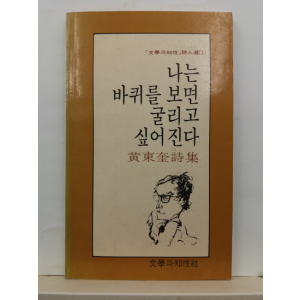 「文學과知性」詩人選 1
나는
바퀴를 보면
굴리고
싶어진다
黃東奎詩集
文學과知性社